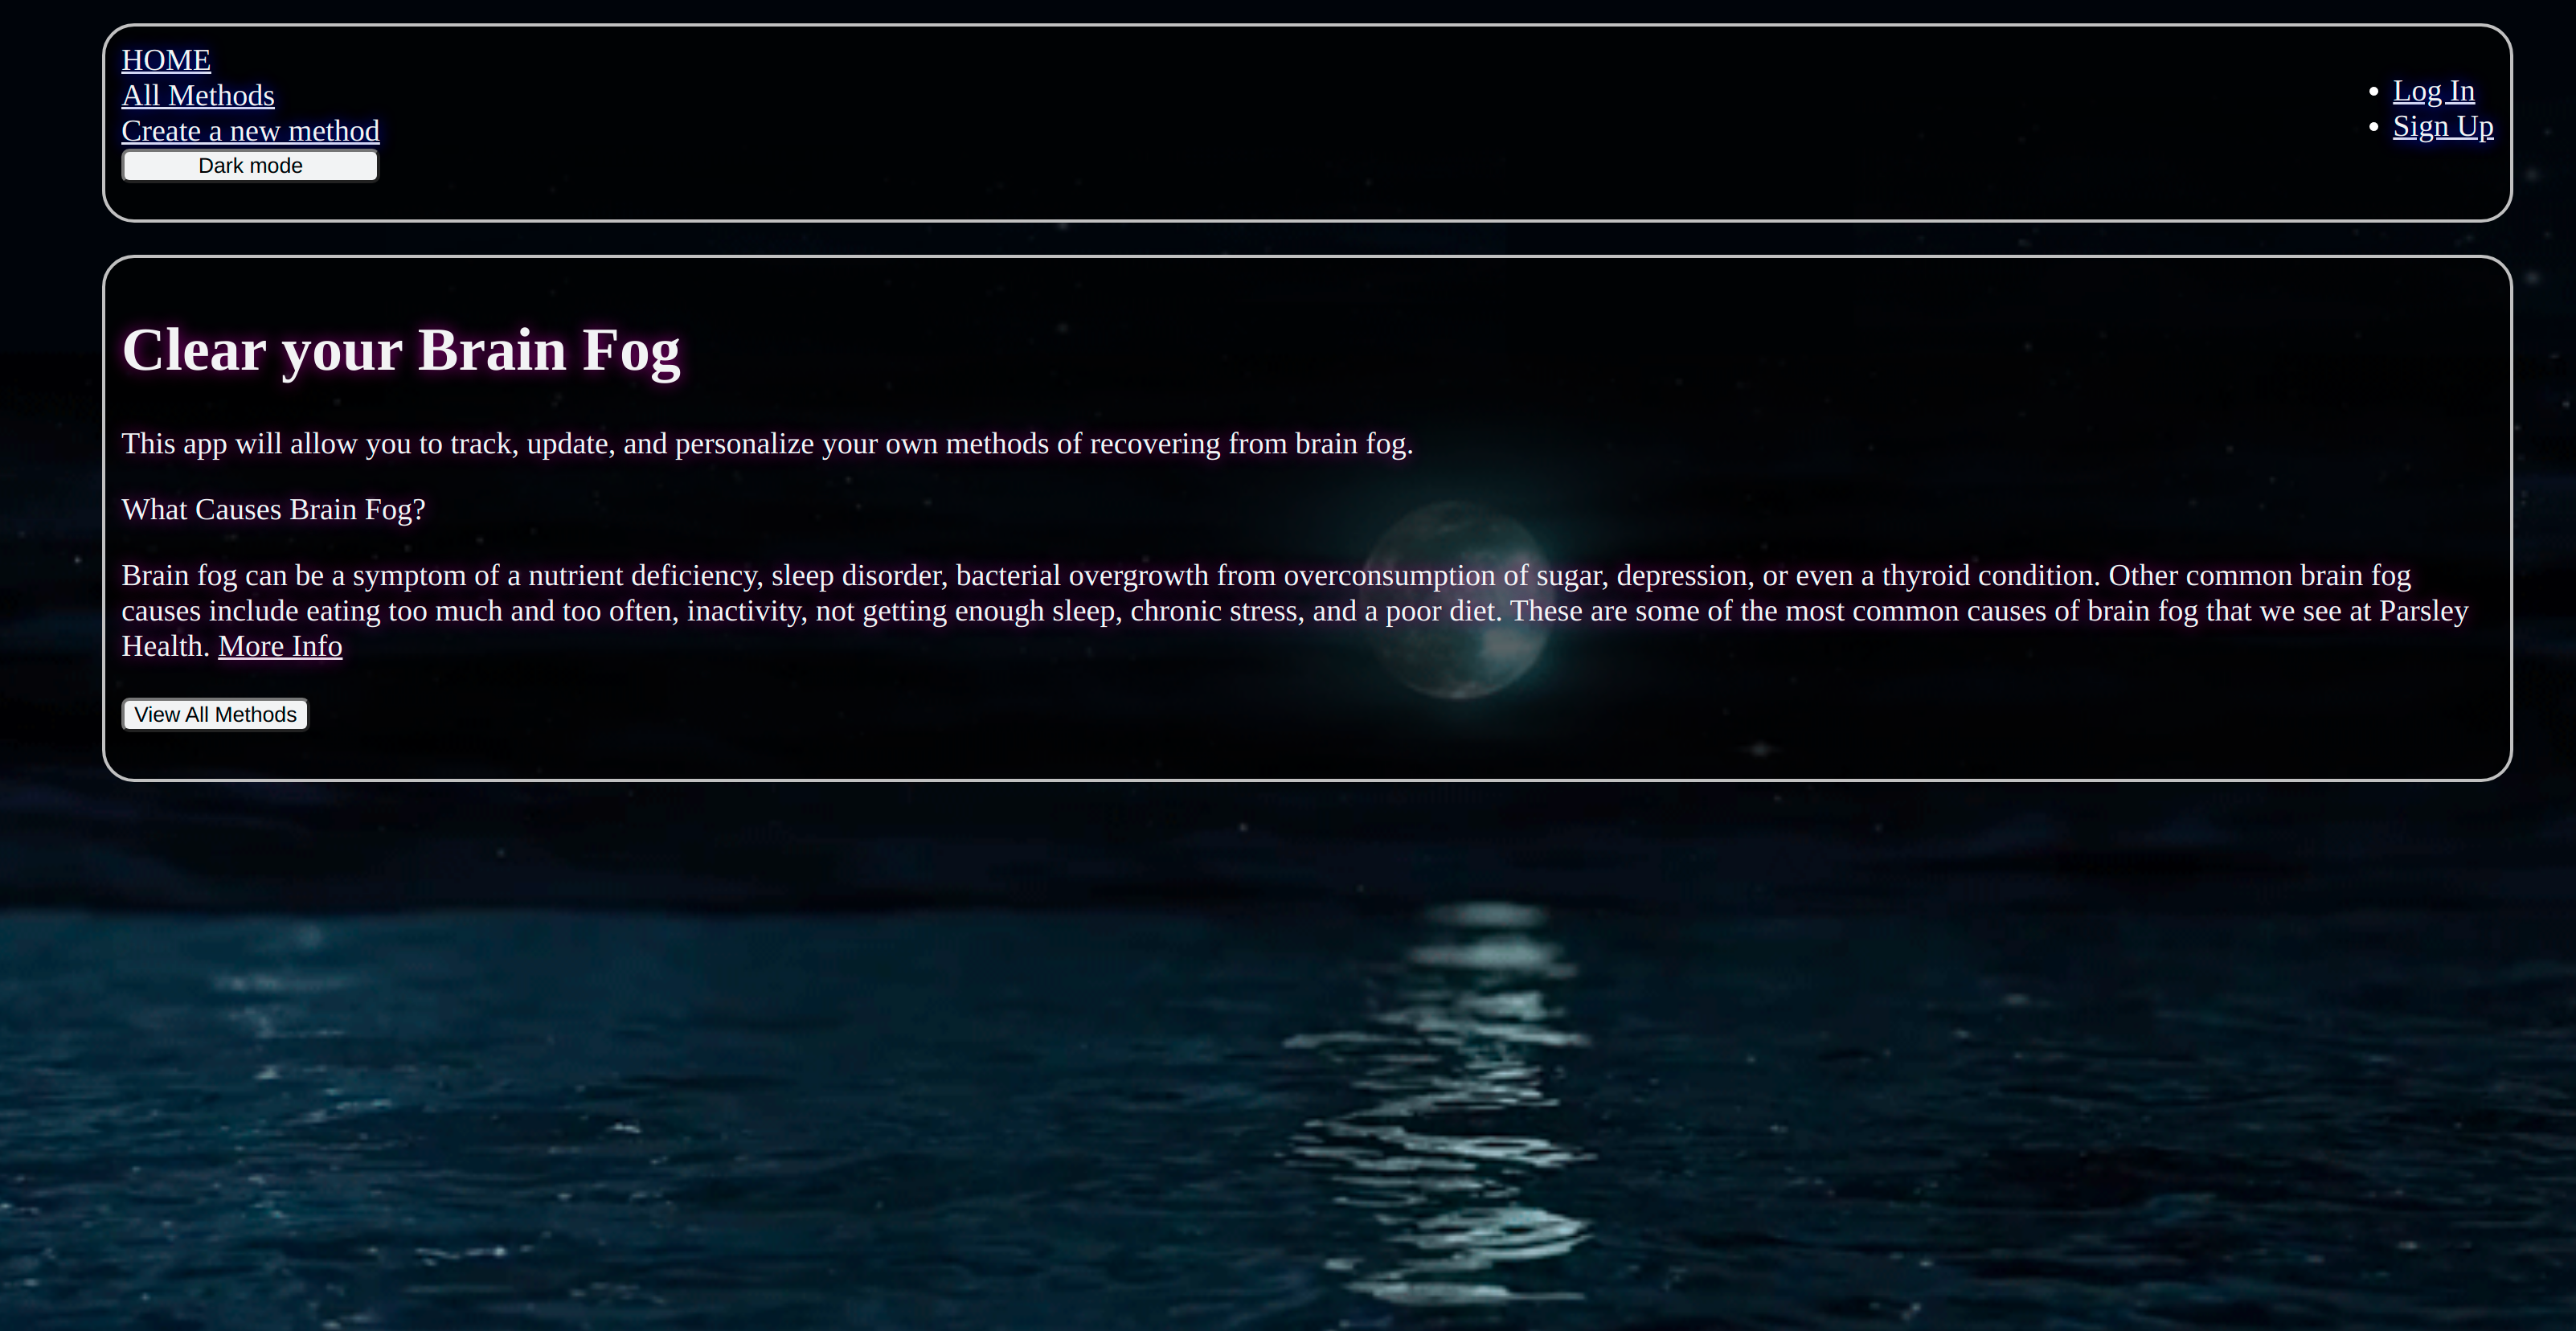 HOME
All Methods
Create a new method
Dark mode
Log In
Sign Up
Clear your Brain Fog
This app will allow you to track, update, and personalize your own methods of recovering from brain fog.
What Causes Brain Fog?
Brain fog can be a symptom of a nutrient deficiency, sleep disorder, bacterial overgrowth from overconsumption of sugar, depression, or even a thyroid condition. Other common brain fog
causes include eating too much and too often, inactivity, not getting enough sleep, chronic stress, and a poor diet. These are some of the most common causes of brain fog that we see at Parsley
Health. More Info
View All Methods